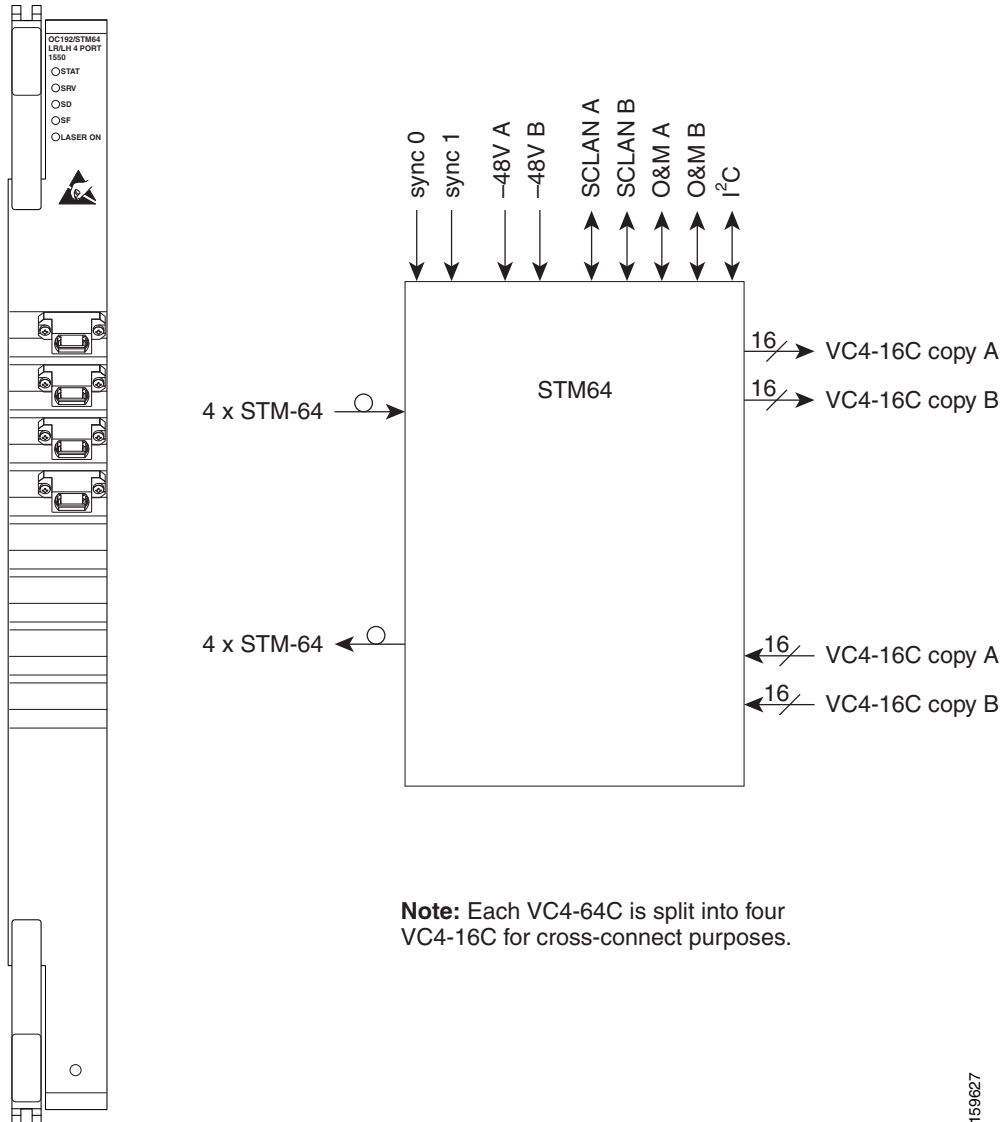 OC192/STM64
LR/LH 4 PORT
1550
STAT
SRV
SD
SF
LASER ON
sync 0
sync 1
–48V A
–48V B
SCLAN A
SCLAN B
O&M A
O&M B
I²C
STM64
4 x STM-64
4 x STM-64
16
VC4-16C copy A
16
VC4-16C copy B
16
VC4-16C copy A
16
VC4-16C copy B
Note: Each VC4-64C is split into four
VC4-16C for cross-connect purposes.
159627